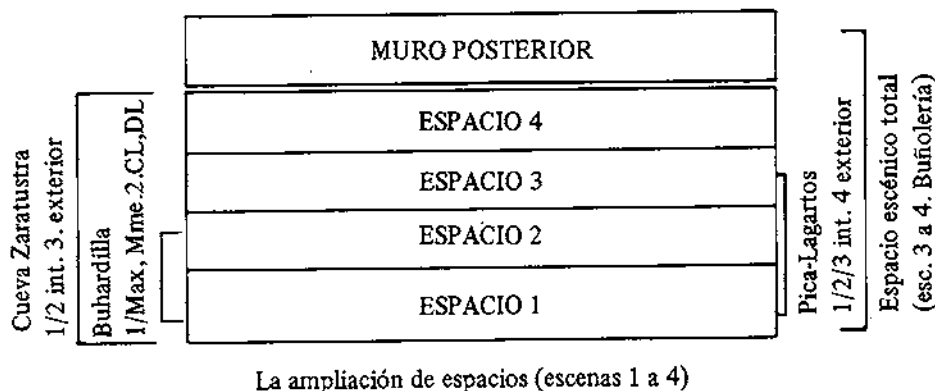 Cueva Zaratustra
1/2 int. 3. exterior
Buhardilla
1/Max, Mme.2.CL,DL
MURO POSTERIOR
ESPACIO 4
ESPACIO 3
ESPACIO 2
ESPACIO 1
Pica-Lagartos
1/2/3 int. 4 exterior
Espacio escénico total
(esc. 3 a 4. Buñolería)
La ampliación de espacios (escenas 1 a 4)